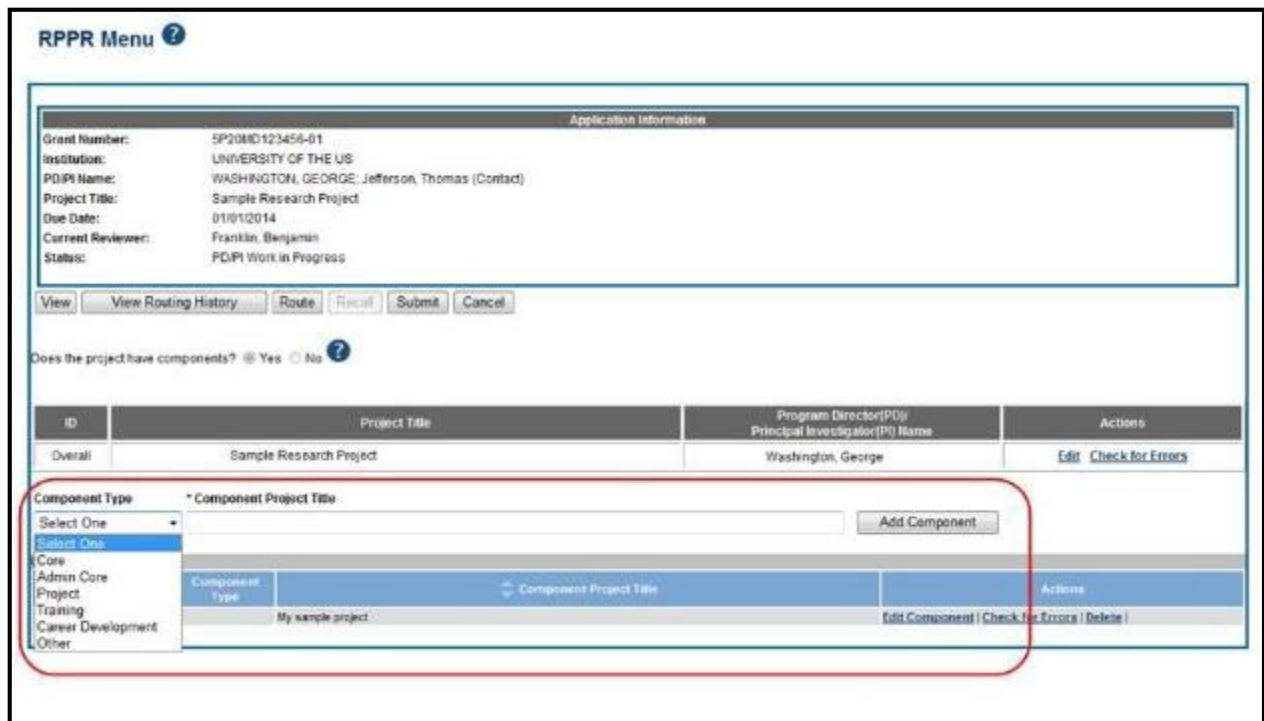 RPPR Menu ?
Application Information
Grant Number: 5P20MD123456-01
Institution: UNIVERSITY OF THE US
PD/PI Name: WASHINGTON, GEORGE; Jefferson, Thomas (Contact)
Project Title: Sample Research Project
Due Date: 01/01/2014
Current Reviewer: Franklin, Benjamin
Status: PD/PI Work in Progress
View View Routing History Route Recall Submit Cancel
Does the project have components? Yes No ?
ID Project Title Program Director(PD)/ Principal Investigator(PI) Name Actions
Overall Sample Research Project Washington, George Edit Check for Errors
Component Type * Component Project Title
Select One Add Component
Select One
Core
Admin Core
Project
Training
Career Development
Other
Component Type Component Project Title Actions
My sample project Edit Component | Check for Errors | Delete |